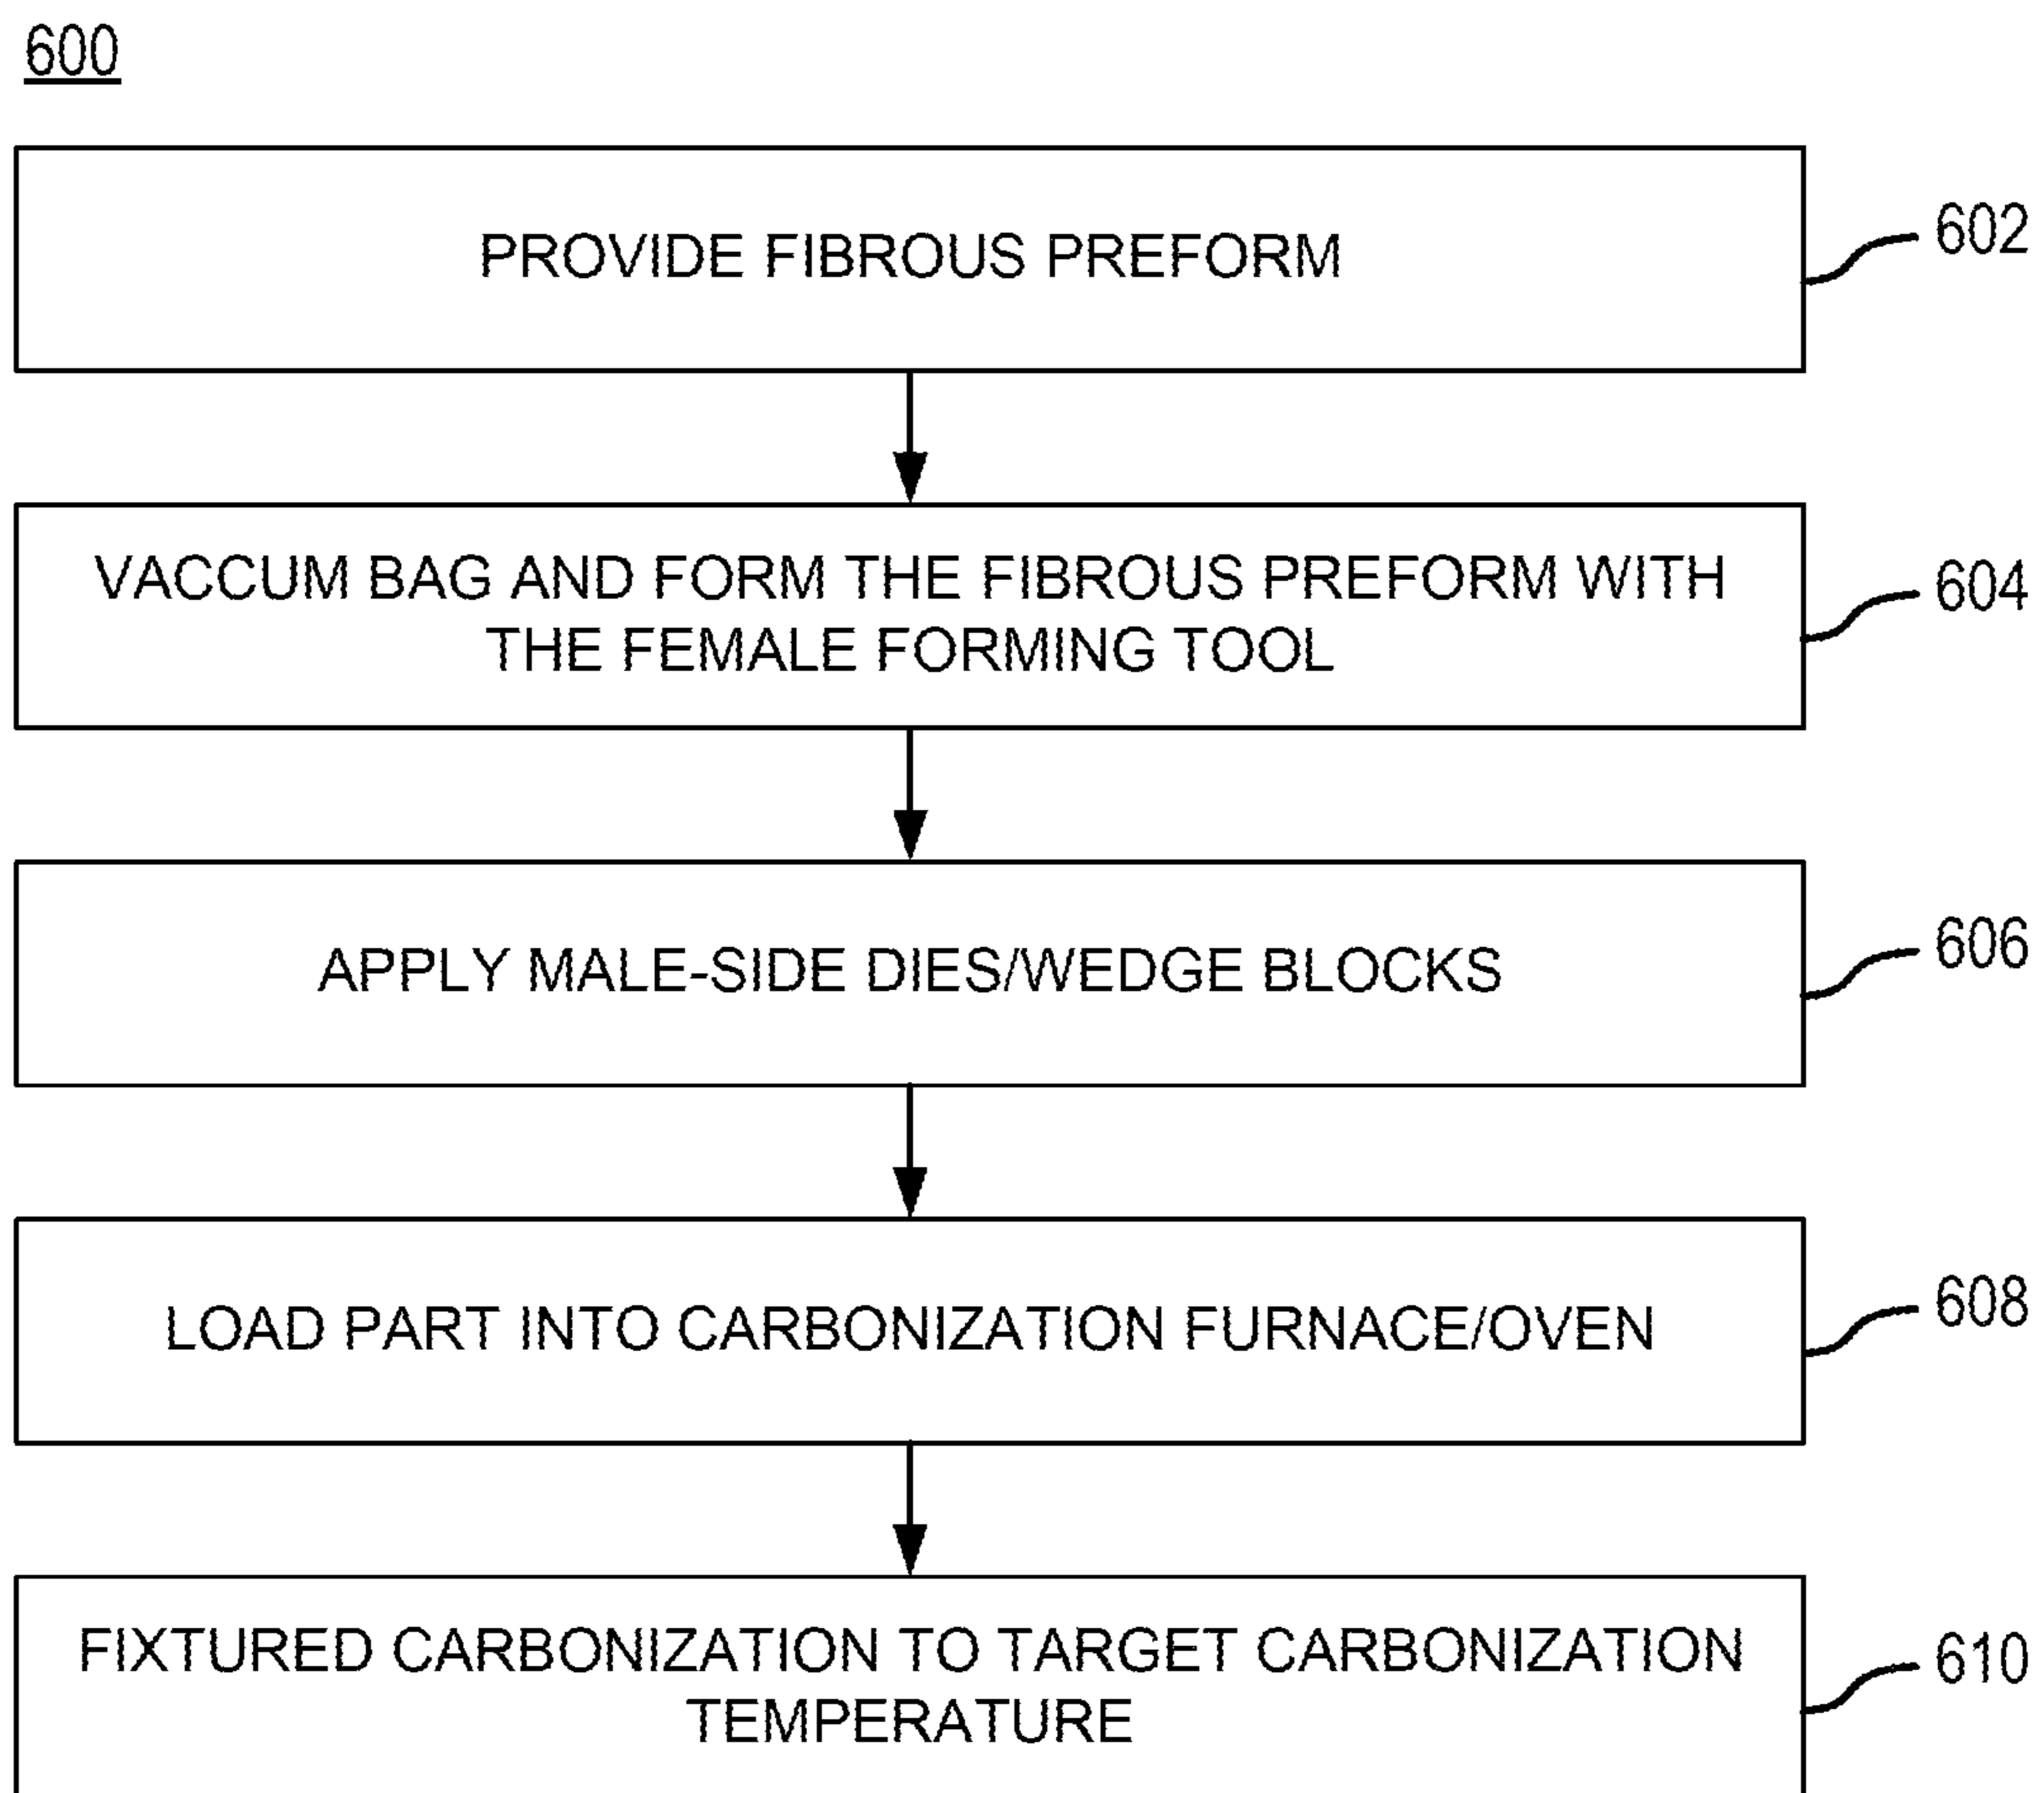 600
PROVIDE FIBROUS PREFORM
602
VACCUM BAG AND FORM THE FIBROUS PREFORM WITH
THE FEMALE FORMING TOOL
604
APPLY MALE-SIDE DIES/WEDGE BLOCKS
606
LOAD PART INTO CARBONIZATION FURNACE/OVEN
608
FIXTURED CARBONIZATION TO TARGET CARBONIZATION
TEMPERATURE
610